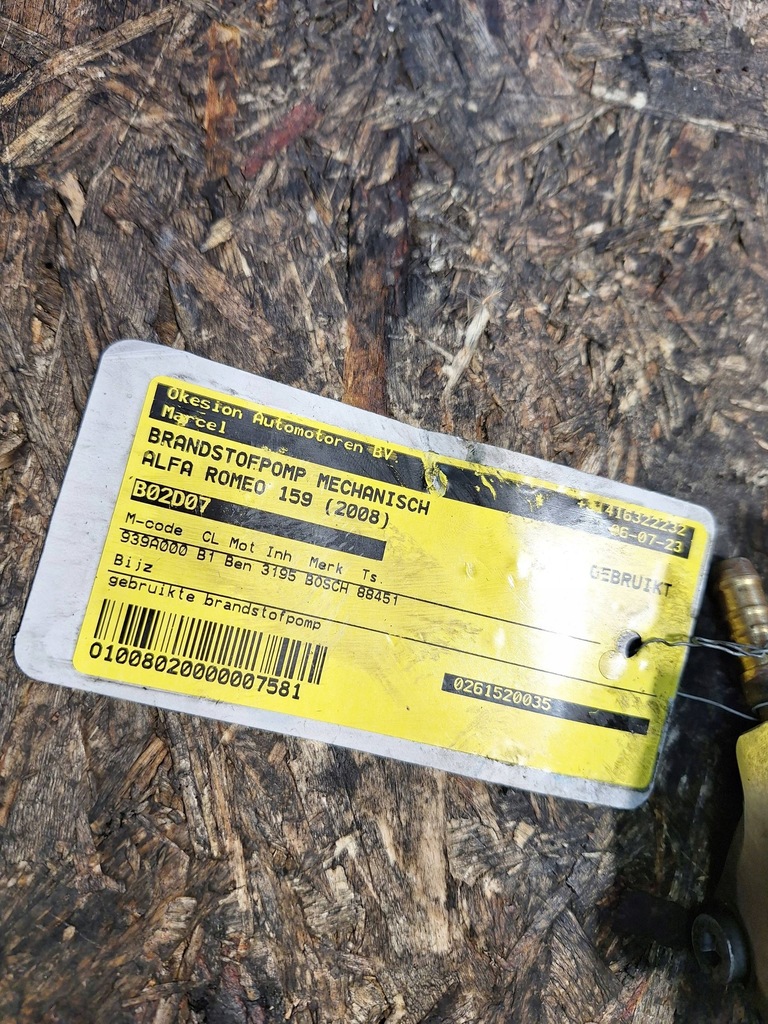 Okesion Automotoren BV
Marcel
06-07-23
BRANDSTOFPOMP MECHANISCH
ALFA ROMEO 159 (2008)
B02D07
GEBRUIKT
M-code CL Mot Inh Merk Ts.
939A000 B1 Ben 3195 BOSCH 88451
Bijz
gebruikte brandstofpomp
O10080200000007581
0261520035